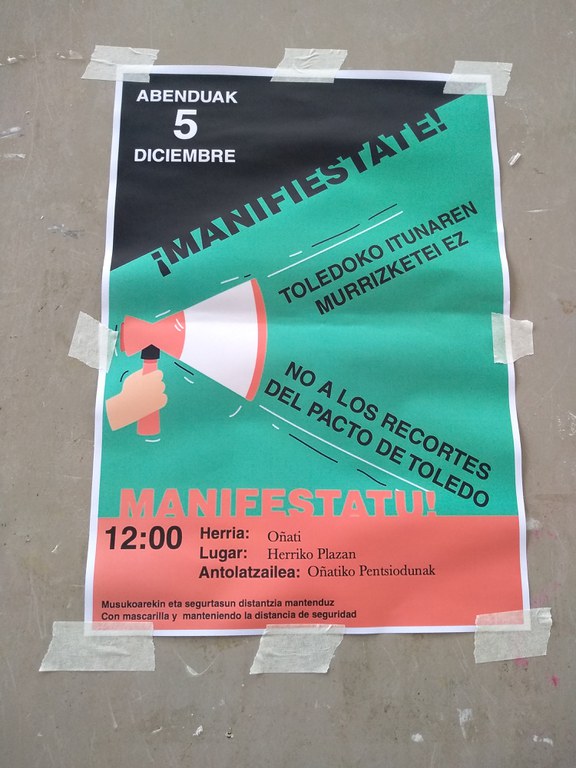 ABENDUAK
5
DICIEMBRE
¡MANIFIESTATE!
TOLEDOKO ITUNAREN
MURRIZKETEI EZ
NO A LOS RECORTES
DEL PACTO DE TOLEDO
MANIFESTATU!
12:00
Herria: Oñati
Lugar: Herriko Plazan
Antolatzailea: Oñatiko Pentsiodunak
Musukoarekin eta segurtasun distantzia mantenduz
Con mascarilla y manteniendo la distancia de seguridad